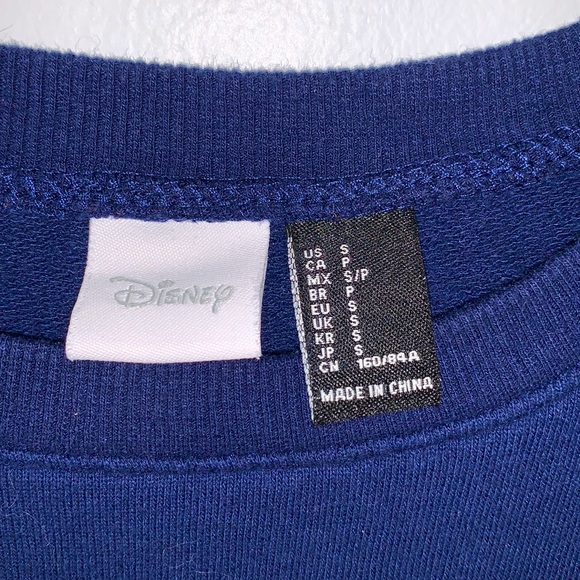 Disney
US S
CA P
MX S/P
BR P
EU S
UK S
KR S
JP S
CN 160/84A
MADE IN CHINA